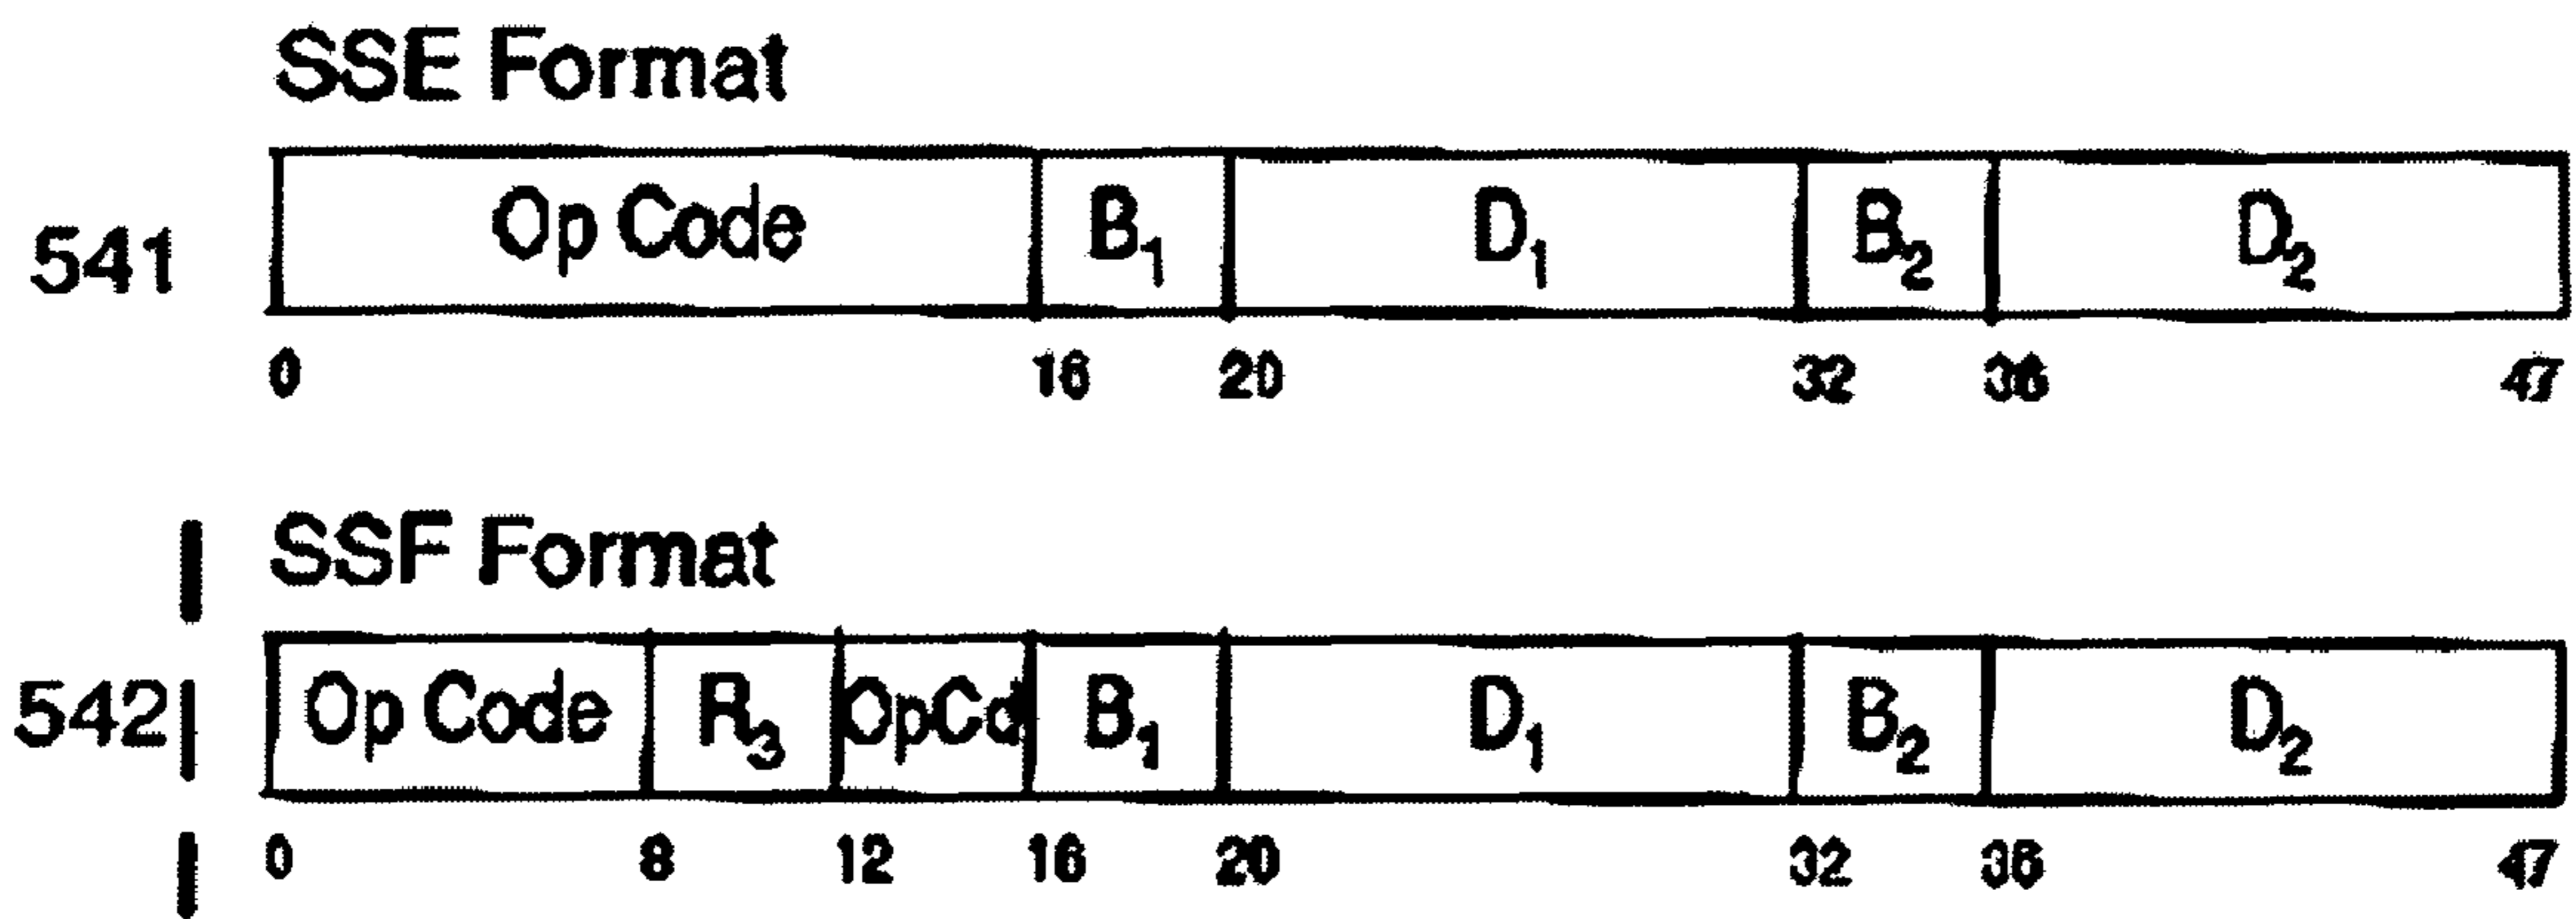 SSE Format
541 Op Code B₁ D₁ B₂ D₂
0 16 20 32 36 47
SSF Format
542 Op Code R₃ OpCd B₁ D₁ B₂ D₂
0 8 12 16 20 32 36 47